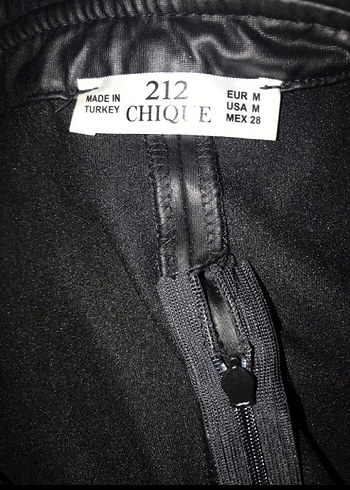 MADE IN
TURKEY
212
CHIQUE
EUR M
USA M
MEX 28